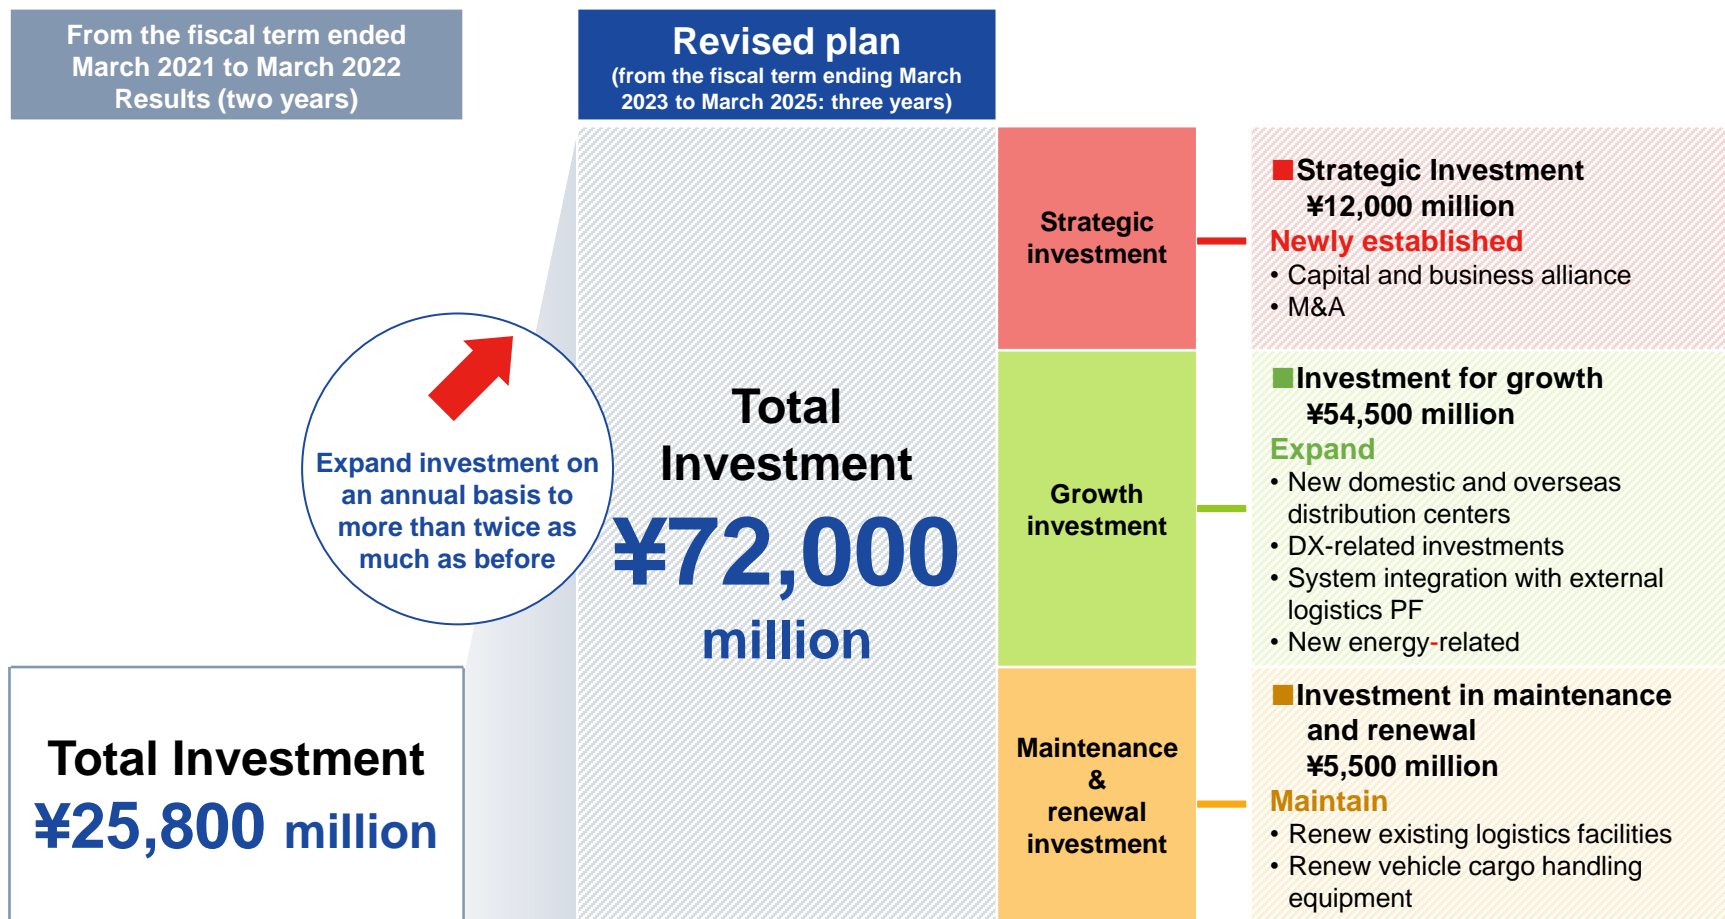 From the fiscal term ended
March 2021 to March 2022
Results (two years)
Revised plan
(from the fiscal term ending March
2023 to March 2025: three years)
Expand investment on
an annual basis to
more than twice as
much as before
Total Investment
¥25,800 million
Total
Investment
¥72,000
million
Strategic
investment
■Strategic Investment
¥12,000 million
Newly established
• Capital and business alliance
• M&A
Growth
investment
■Investment for growth
¥54,500 million
Expand
• New domestic and overseas
distribution centers
• DX-related investments
• System integration with external
logistics PF
• New energy-related
Maintenance
&
renewal
investment
■Investment in maintenance
and renewal
¥5,500 million
Maintain
• Renew existing logistics facilities
• Renew vehicle cargo handling
equipment